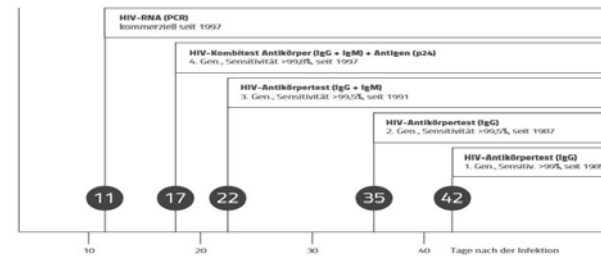 HIV-RNA (PCR)
kommerziell seit 1997
HIV-Kombitest Antikörper (IgG + IgM) + Antigen (p24)
4. Gen., Sensitivität >99,8%, seit 1997
HIV-Antikörpertest (IgG + IgM)
3. Gen., Sensitivität >99,5%, seit 1991
HIV-Antikörpertest (IgG)
2. Gen., Sensitivität >99,5%, seit 1987
HIV-Antikörpertest (IgG)
1. Gen., Sensitiv. >99%, seit 1985
11 17 22 35 42
10 20 30 40 Tage nach der Infektion